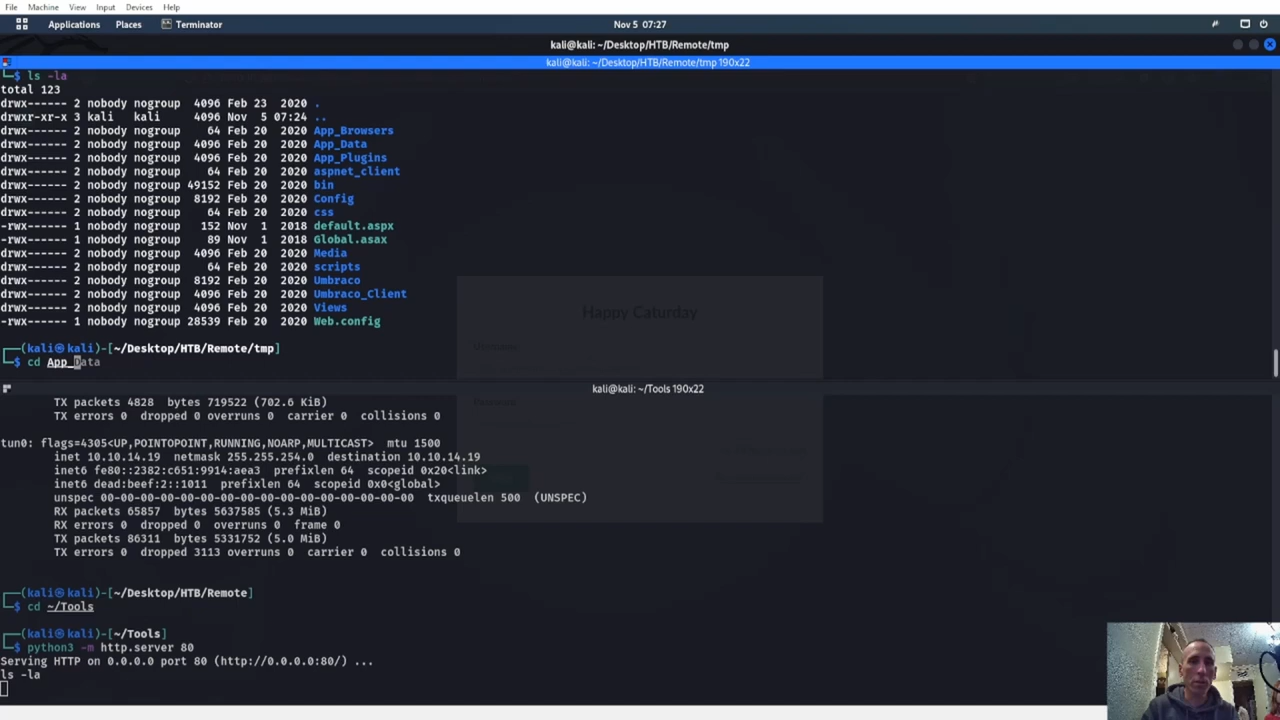 File Machine View Input Devices Help
Applications Places Terminator Nov 5 07:27
kali@kali: ~/Desktop/HTB/Remote/tmp
kali@kali: ~/Desktop/HTB/Remote/tmp 190x22
└─$ ls -la
total 123
drwx------ 2 nobody nogroup 4096 Feb 23 2020 .
drwxr-xr-x 3 kali kali 4096 Nov 5 07:24 ..
drwx------ 2 nobody nogroup 64 Feb 20 2020 App_Browsers
drwx------ 2 nobody nogroup 4096 Feb 20 2020 App_Data
drwx------ 2 nobody nogroup 4096 Feb 20 2020 App_Plugins
drwx------ 2 nobody nogroup 64 Feb 20 2020 aspnet_client
drwx------ 2 nobody nogroup 49152 Feb 20 2020 bin
drwx------ 2 nobody nogroup 8192 Feb 20 2020 Config
drwx------ 2 nobody nogroup 64 Feb 20 2020 css
-rwx------ 1 nobody nogroup 152 Nov 1 2018 default.aspx
-rwx------ 1 nobody nogroup 89 Nov 1 2018 Global.asax
drwx------ 2 nobody nogroup 4096 Feb 20 2020 Media
drwx------ 2 nobody nogroup 64 Feb 20 2020 scripts
drwx------ 2 nobody nogroup 8192 Feb 20 2020 Umbraco
drwx------ 2 nobody nogroup 4096 Feb 20 2020 Umbraco_Client
drwx------ 2 nobody nogroup 4096 Feb 20 2020 Views
-rwx------ 1 nobody nogroup 28539 Feb 20 2020 Web.config
Happy Caturday
┌──(kali㉿kali)-[~/Desktop/HTB/Remote/tmp]
└─$ cd App_Data
kali@kali: ~/Tools 190x22
TX packets 4828 bytes 719522 (702.6 KiB)
TX errors 0 dropped 0 overruns 0 carrier 0 collisions 0
tun0: flags=4305<UP,POINTOPOINT,RUNNING,NOARP,MULTICAST> mtu 1500
inet 10.10.14.19 netmask 255.255.254.0 destination 10.10.14.19
inet6 fe80::2382:c651:9914:aea3 prefixlen 64 scopeid 0x20<link>
inet6 dead:beef:2::1011 prefixlen 64 scopeid 0x0<global>
unspec 00-00-00-00-00-00-00-00-00-00-00-00-00-00-00-00 txqueuelen 500 (UNSPEC)
RX packets 65857 bytes 5637585 (5.3 MiB)
RX errors 0 dropped 0 overruns 0 frame 0
TX packets 86311 bytes 5331752 (5.0 MiB)
TX errors 0 dropped 3113 overruns 0 carrier 0 collisions 0
┌──(kali㉿kali)-[~/Desktop/HTB/Remote]
└─$ cd ~/Tools
┌──(kali㉿kali)-[~/Tools]
└─$ python3 -m http.server 80
Serving HTTP on 0.0.0.0 port 80 (http://0.0.0.0:80/) ...
ls -la